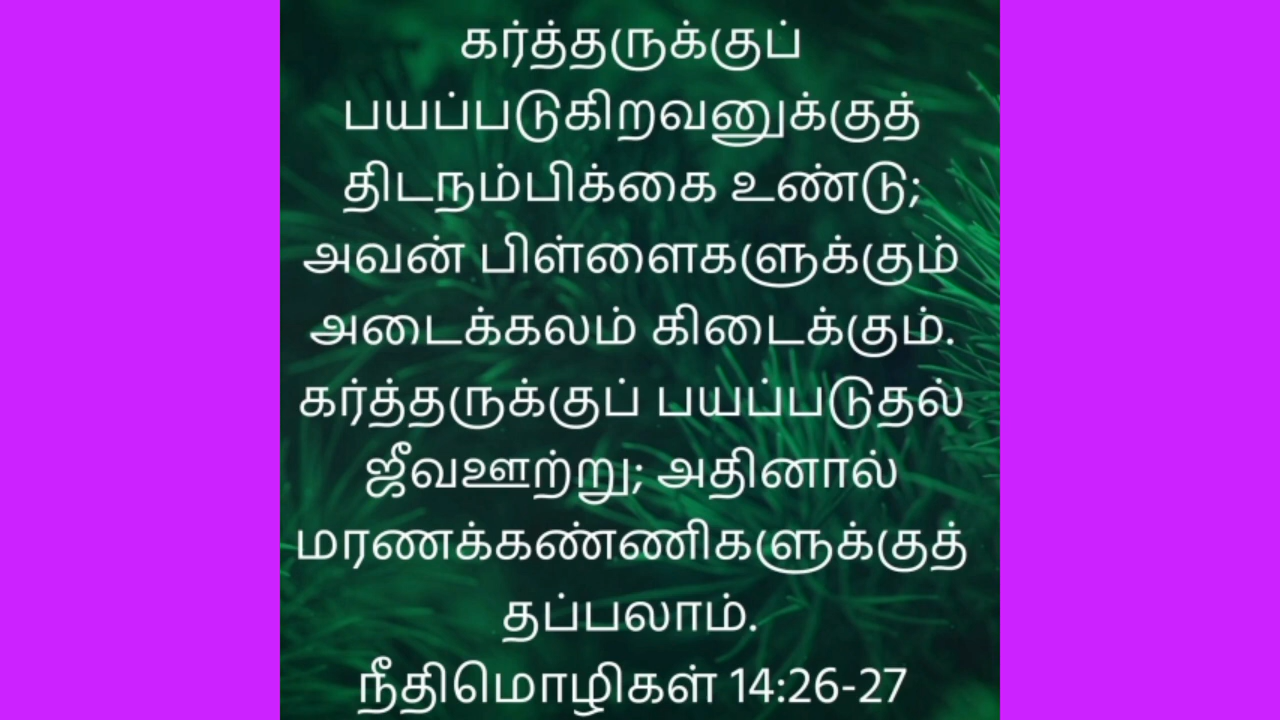 கர்த்தருக்குப்
பயப்படுகிறவனுக்குத்
திடநம்பிக்கை உண்டு;
அவன் பிள்ளைகளுக்கும்
அடைக்கலம் கிடைக்கும்.
கர்த்தருக்குப் பயப்படுதல்
ஜீவஊற்று; அதினால்
மரணக்கண்ணிகளுக்குத்
தப்பலாம்.
நீதிமொழிகள் 14:26-27